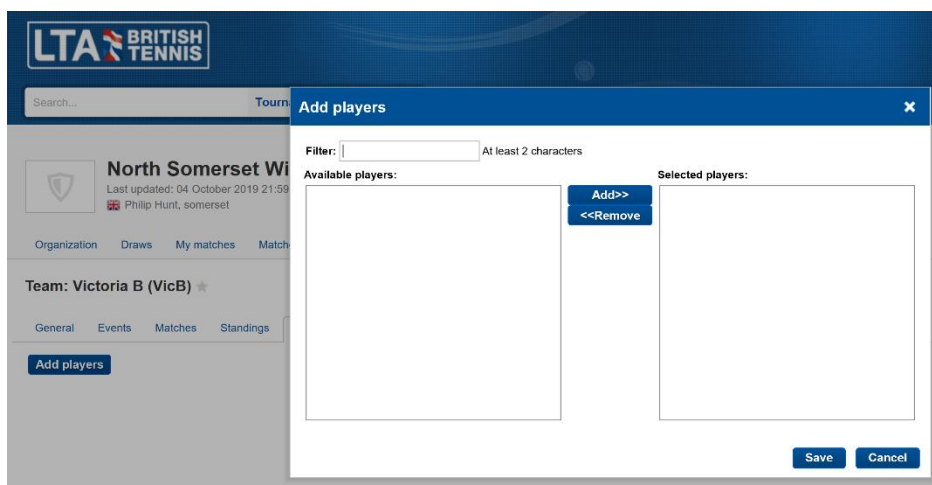 LTA BRITISH TENNIS
Search...
Tourn
North Somerset Wi
Last updated: 04 October 2019 21:59
Philip Hunt, somerset
Organization Draws My matches Match
Team: Victoria B (VicB)
General Events Matches Standings
Add players
Add players
Filter: At least 2 characters
Available players:
Selected players:
Add>>
<<Remove
Save Cancel